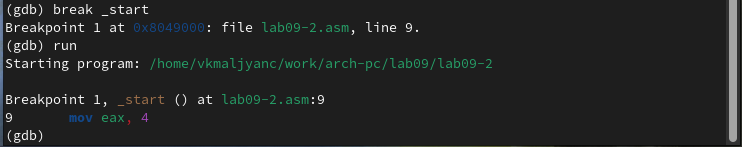 (gdb) break _start
Breakpoint 1 at 0x8049000: file lab09-2.asm, line 9.
(gdb) run
Starting program: /home/vkmaljyanc/work/arch-pc/lab09/lab09-2
Breakpoint 1, _start () at lab09-2.asm:9
9       mov eax, 4
(gdb)